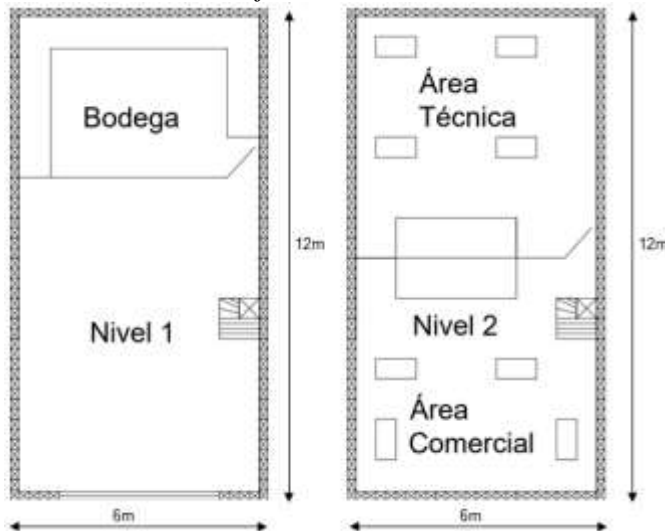 Bodega
Nivel 1
12m
6m
Área
Técnica
Nivel 2
Área
Comercial
12m
6m